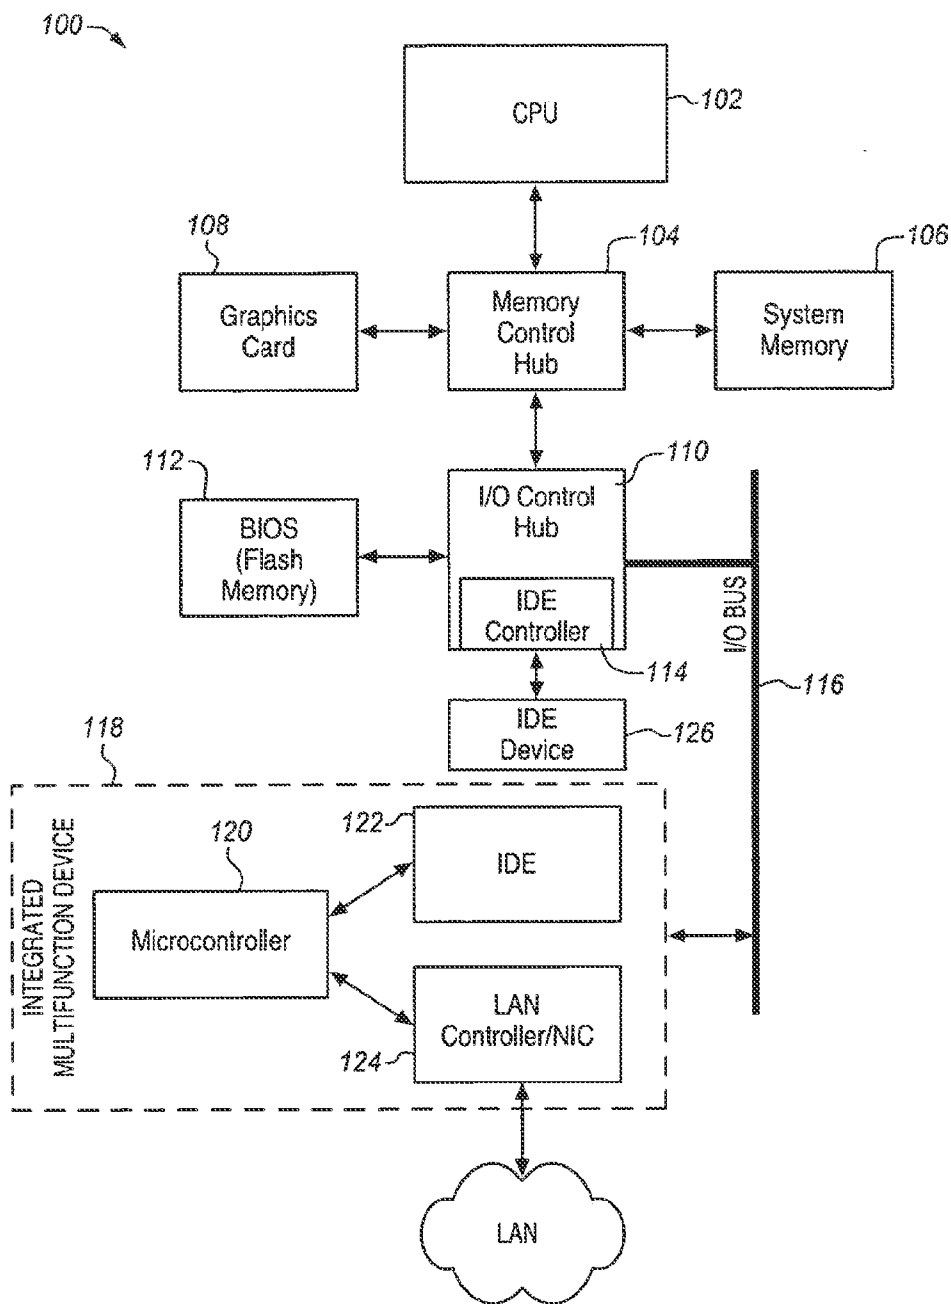 100
CPU
102
108
104
106
Graphics
Card
Memory
Control
Hub
System
Memory
112
110
BIOS
(Flash
Memory)
I/O Control
Hub
IDE
Controller
114
I/O BUS
116
IDE
Device
126
118
INTEGRATED
MULTIFUNCTION DEVICE
120
Microcontroller
122
IDE
LAN
Controller/NIC
124
LAN